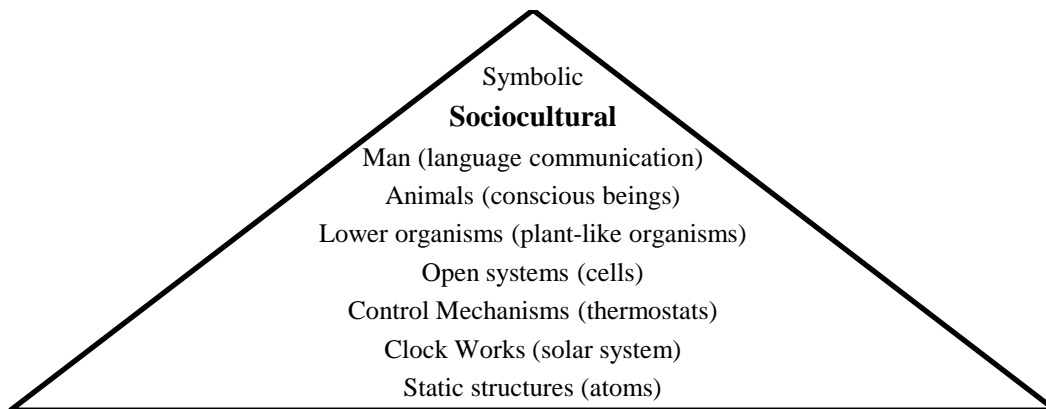 Symbolic
Sociocultural
Man (language communication)
Animals (conscious beings)
Lower organisms (plant-like organisms)
Open systems (cells)
Control Mechanisms (thermostats)
Clock Works (solar system)
Static structures (atoms)